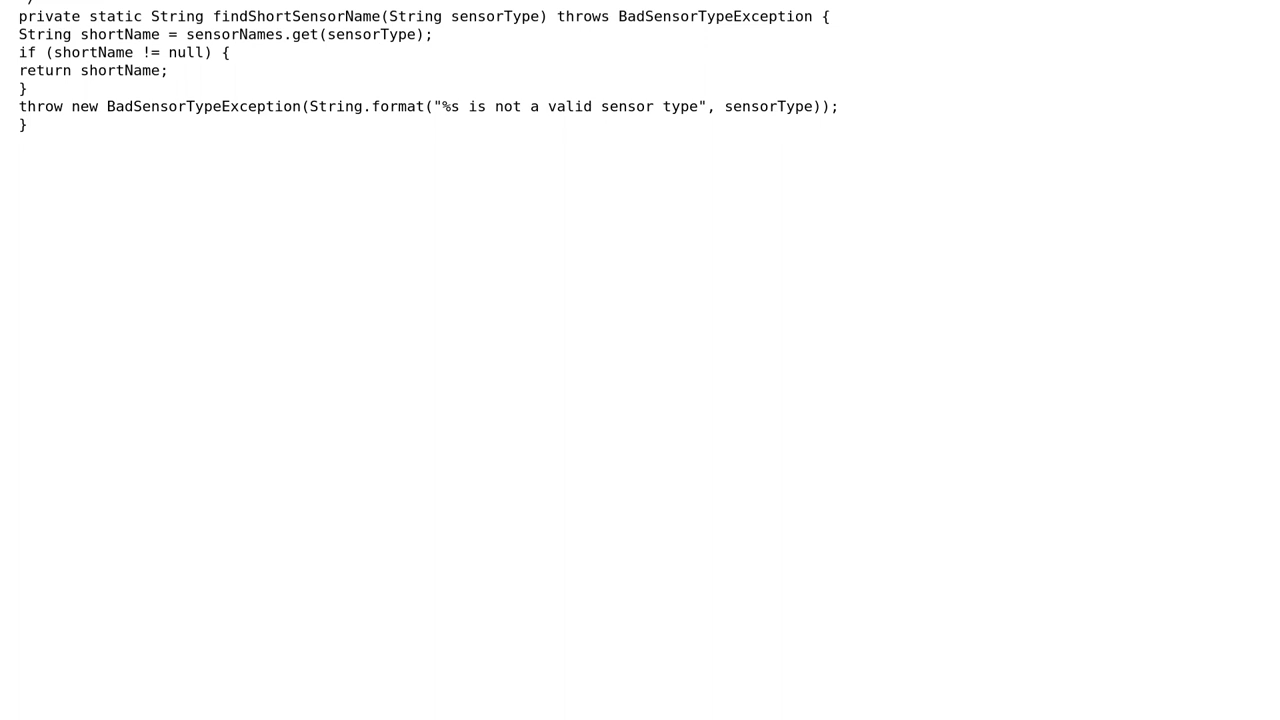 private static String findShortSensorName(String sensorType) throws BadSensorTypeException {
String shortName = sensorNames.get(sensorType);
if (shortName != null) {
return shortName;
}
throw new BadSensorTypeException(String.format("%s is not a valid sensor type", sensorType));
}